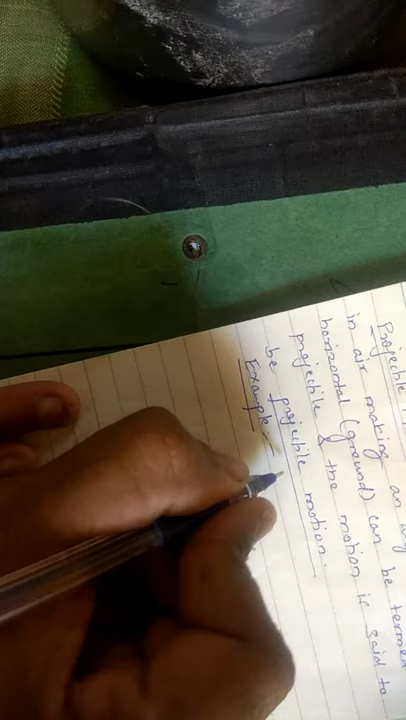 Projectile
in air making an
horizontal (ground) can be termed
projectile & the motion is said to
be projectile motion.
Example:-